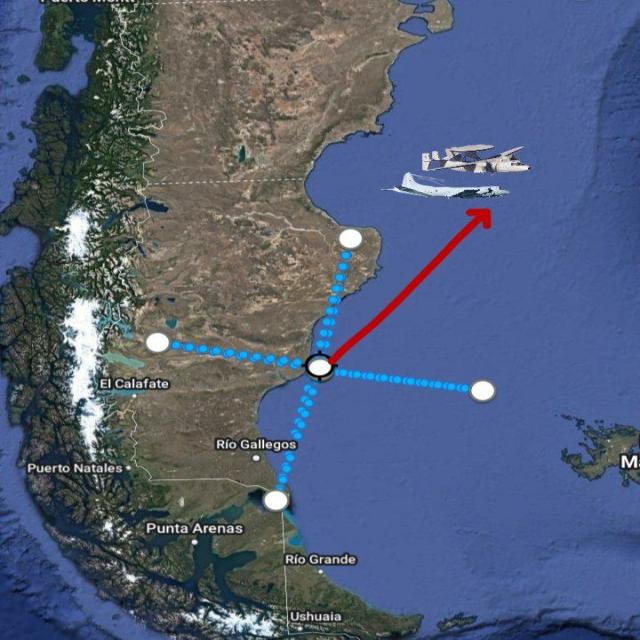 El Calafate
Río Gallegos
Puerto Natales
Punta Arenas
Río Grande
Ushuaia